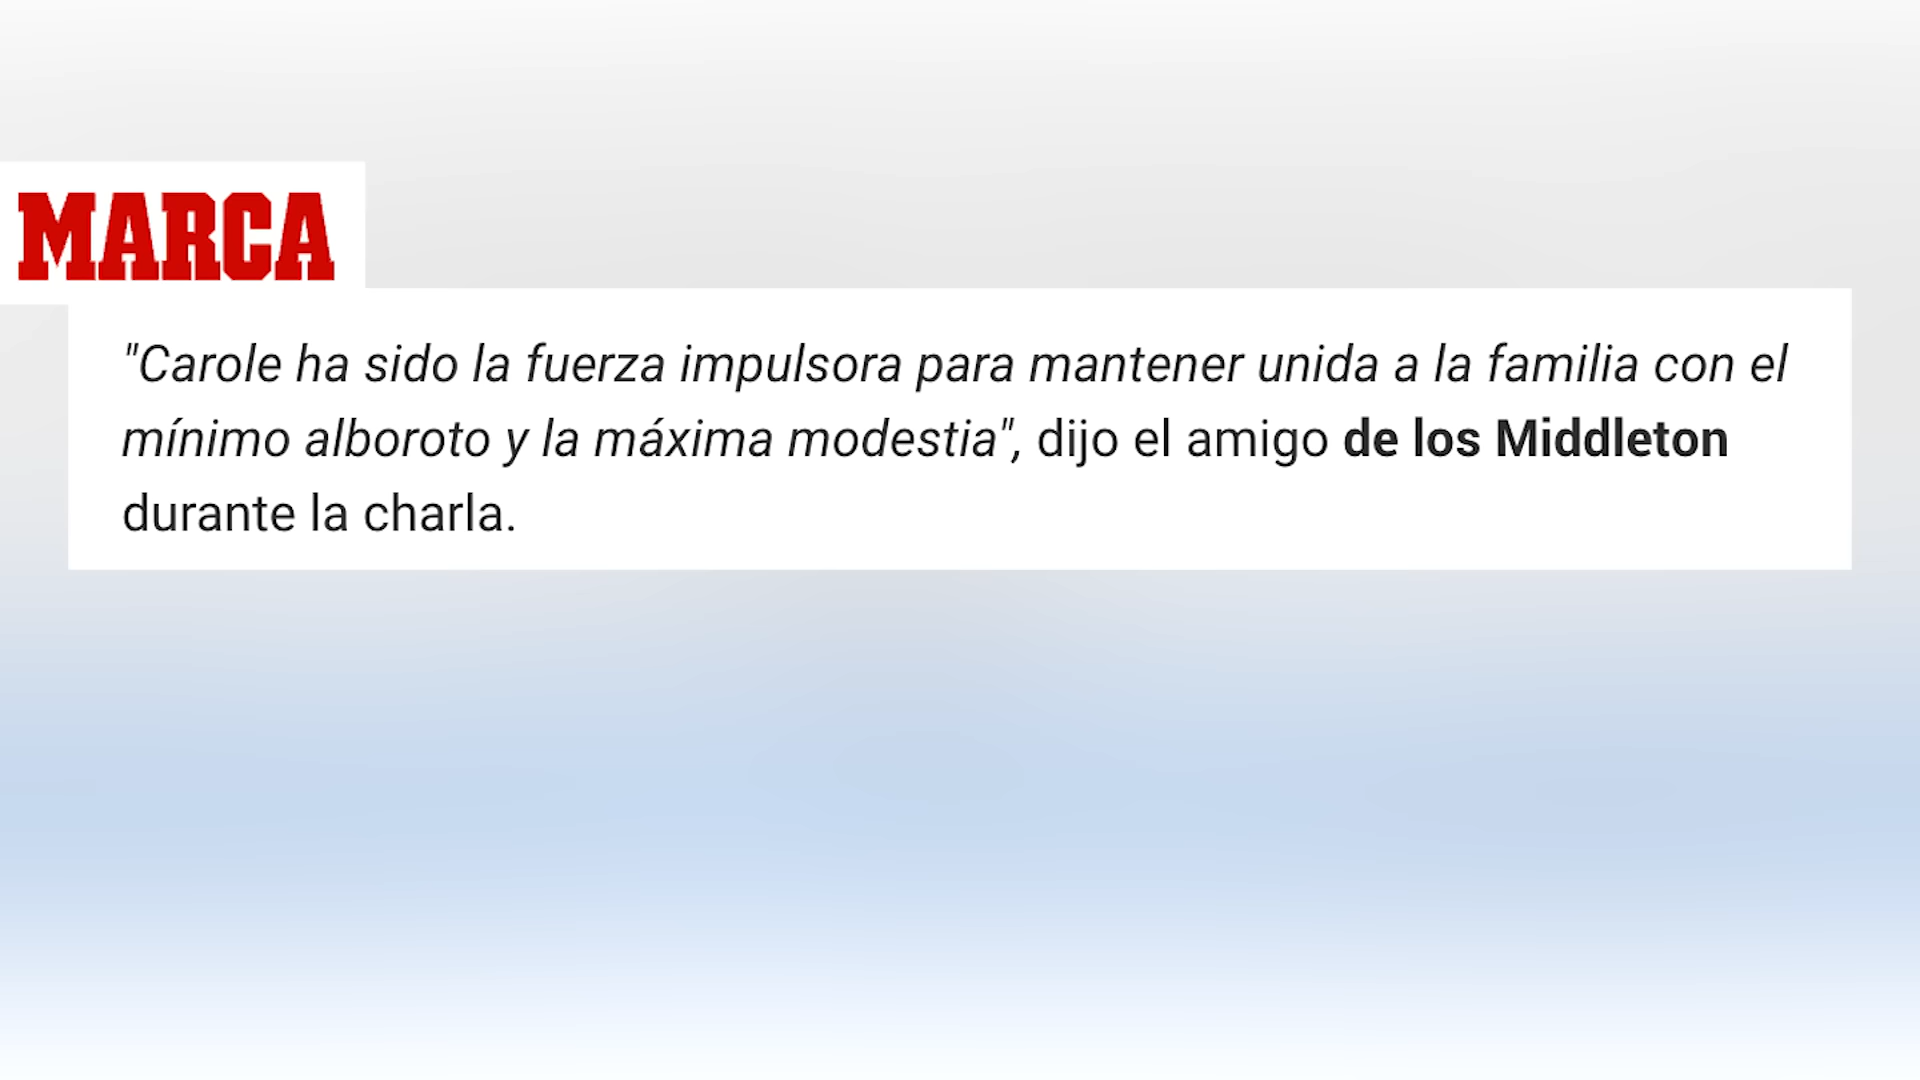 MARCA
"Carole ha sido la fuerza impulsora para mantener unida a la familia con el
mínimo alboroto y la máxima modestia", dijo el amigo de los Middleton
durante la charla.